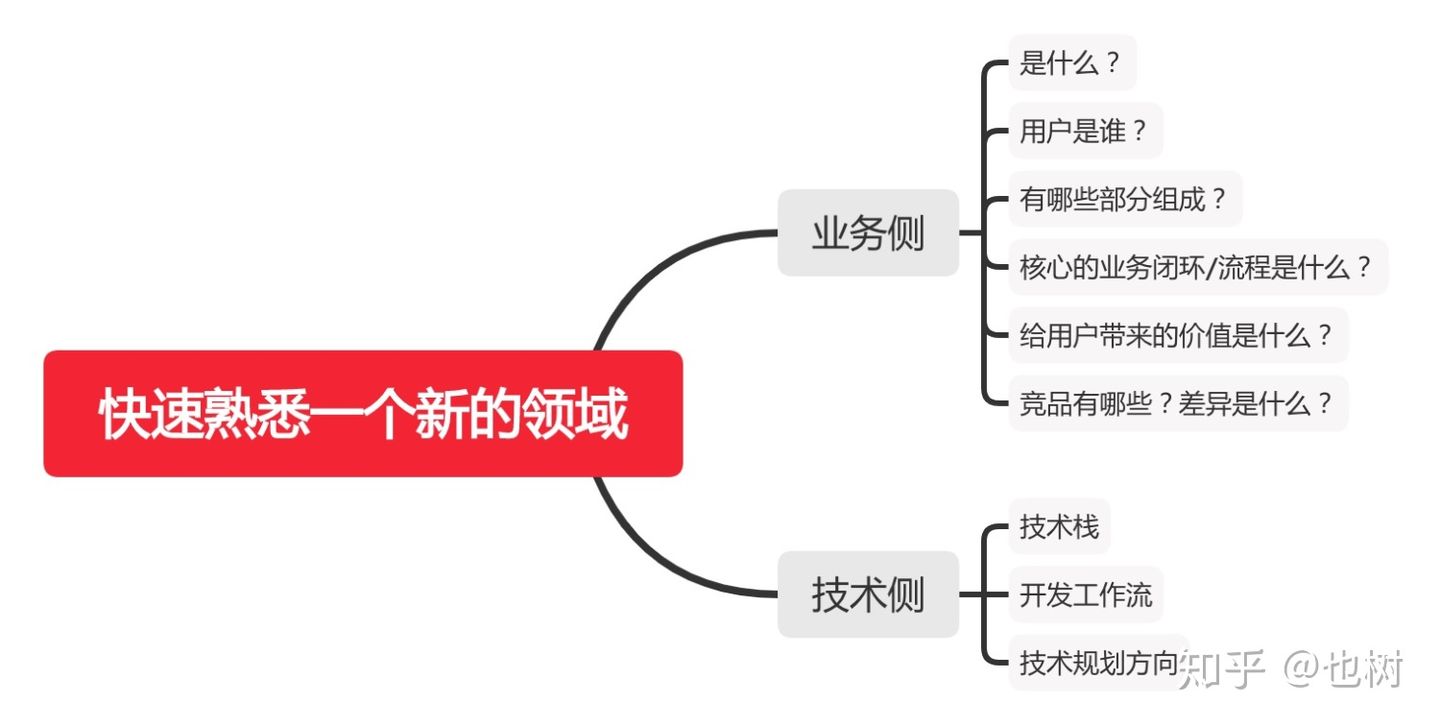 快速熟悉一个新的领域
业务侧
是什么？
用户是谁？
有哪些部分组成？
核心的业务闭环/流程是什么？
给用户带来的价值是什么？
竞品有哪些？差异是什么？
技术侧
技术栈
开发工作流
技术规划方向
知乎 @也树